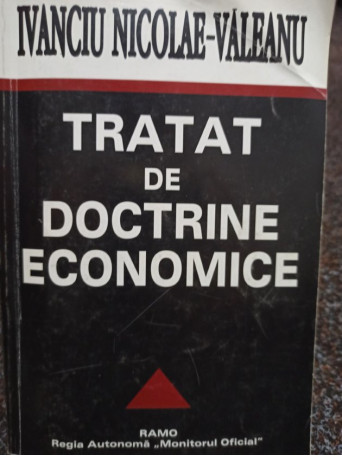 IVANCIU NICOLAE-VĂLEANU
TRATAT
DE
DOCTRINE
ECONOMICE
RAMO
Regia Autonomă „Monitorul Oficial"